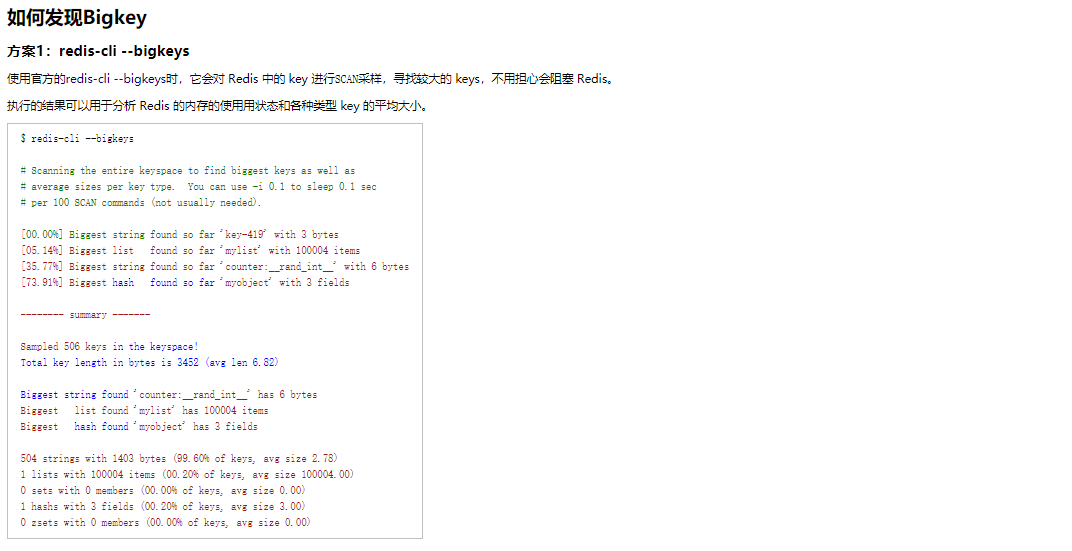 如何发现Bigkey
方案1：redis-cli --bigkeys
使用官方的redis-cli --bigkeys时，它会对 Redis 中的 key 进行SCAN采样，寻找较大的 keys，不用担心会阻塞 Redis。
执行的结果可以用于分析 Redis 的内存的使用用状态和各种类型 key 的平均大小。
$ redis-cli --bigkeys
# Scanning the entire keyspace to find biggest keys as well as
# average sizes per key type.  You can use -i 0.1 to sleep 0.1 sec
# per 100 SCAN commands (not usually needed).
[00.00%] Biggest string found so far 'key-419' with 3 bytes
[05.14%] Biggest list   found so far 'mylist' with 100004 items
[35.77%] Biggest string found so far 'counter:__rand_int__' with 6 bytes
[73.91%] Biggest hash   found so far 'myobject' with 3 fields
-------- summary -------
Sampled 506 keys in the keyspace!
Total key length in bytes is 3452 (avg len 6.82)
Biggest string found 'counter:__rand_int__' has 6 bytes
Biggest   list found 'mylist' has 100004 items
Biggest   hash found 'myobject' has 3 fields
504 strings with 1403 bytes (99.60% of keys, avg size 2.78)
1 lists with 100004 items (00.20% of keys, avg size 100004.00)
0 sets with 0 members (00.00% of keys, avg size 0.00)
1 hashs with 3 fields (00.20% of keys, avg size 3.00)
0 zsets with 0 members (00.00% of keys, avg size 0.00)